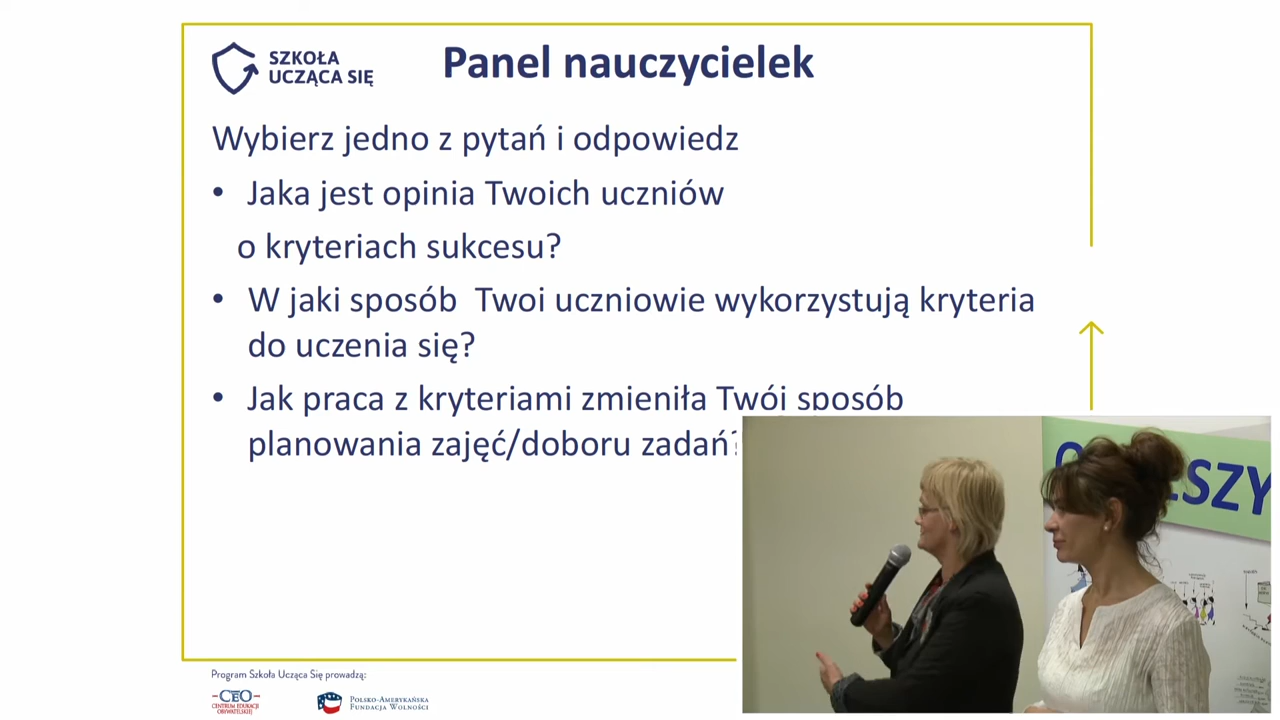 SZKOŁA
UCZĄCA SIĘ
Panel nauczycielek
Wybierz jedno z pytań i odpowiedz
• Jaka jest opinia Twoich uczniów
o kryteriach sukcesu?
• W jaki sposób Twoi uczniowie wykorzystują kryteria
do uczenia się?
• Jak praca z kryteriami zmieniła Twój sposób
planowania zajęć/doboru zadań?
Program Szkoła Ucząca Się prowadzą:
CEO
CENTRUM EDUKACJI
OBYWATELSKIEJ
POLSKO-AMERYKAŃSKA
FUNDACJA WOLNOŚCI